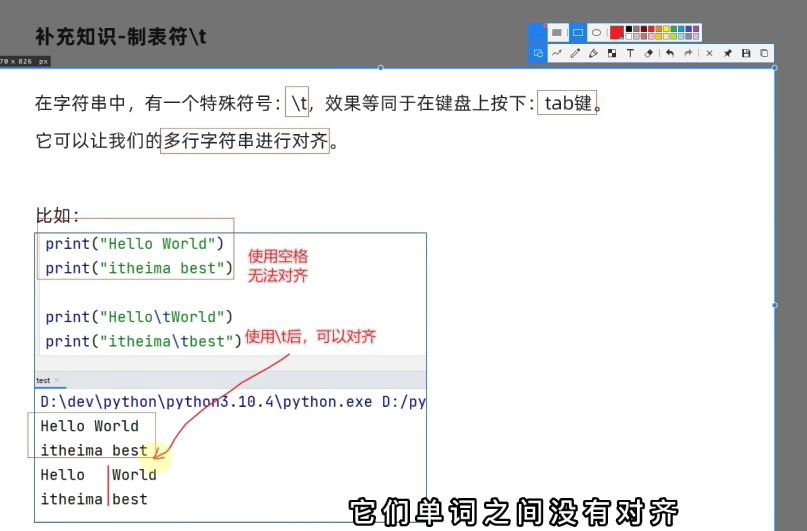 补充知识-制表符\t
70 x 826 px
T
在字符串中，有一个特殊符号：\t，效果等同于在键盘上按下：tab键。
它可以让我们的多行字符串进行对齐。
比如：
print("Hello World")
print("itheima best")
使用空格
无法对齐
print("Hello\tWorld")
print("itheima\tbest")
使用\t后，可以对齐
test
D:\dev\python\python3.10.4\python.exe D:/py
Hello World
itheima best
Hello World
itheima best
它们单词之间没有对齐